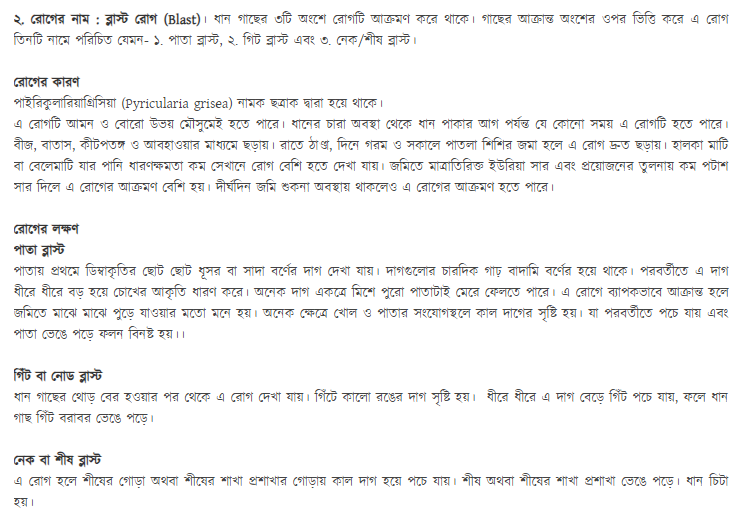 ২. রোগের নাম : ব্লাস্ট রোগ (Blast)। ধান গাছের ৩টি অংশে রোগটি আক্রমণ করে থাকে। গাছের আক্রান্ত অংশের ওপর ভিত্তি করে এ রোগ
তিনটি নামে পরিচিত যেমন- ১. পাতা ব্লাস্ট, ২. গিট ব্লাস্ট এবং ৩. নেক/শীষ ব্লাস্ট।
রোগের কারণ
পাইরিকুলারিয়াগ্রিসিয়া (Pyricularia grisea) নামক ছত্রাক দ্বারা হয়ে থাকে।
এ রোগটি আমন ও বোরো উভয় মৌসুমেই হতে পারে। ধানের চারা অবস্থা থেকে ধান পাকার আগ পর্যন্ত যে কোনো সময় এ রোগটি হতে পারে।
বীজ, বাতাস, কীটপতঙ্গ ও আবহাওয়ার মাধ্যমে ছড়ায়। রাতে ঠাণ্ডা, দিনে গরম ও সকালে পাতলা শিশির জমা হলে এ রোগ দ্রুত ছড়ায়। হালকা মাটি
বা বেলেমাটি যার পানি ধারণক্ষমতা কম সেখানে রোগ বেশি হতে দেখা যায়। জমিতে মাত্রাতিরিক্ত ইউরিয়া সার এবং প্রয়োজনের তুলনায় কম পটাশ
সার দিলে এ রোগের আক্রমণ বেশি হয়। দীর্ঘদিন জমি শুকনা অবস্থায় থাকলেও এ রোগের আক্রমণ হতে পারে।
রোগের লক্ষণ
পাতা ব্লাস্ট
পাতায় প্রথমে ডিম্বাকৃতির ছোট ছোট ধূসর বা সাদা বর্ণের দাগ দেখা যায়। দাগগুলোর চারদিক গাঢ় বাদামি বর্ণের হয়ে থাকে। পরবর্তীতে এ দাগ
ধীরে ধীরে বড় হয়ে চোখের আকৃতি ধারণ করে। অনেক দাগ একত্রে মিশে পুরো পাতাটাই মেরে ফেলতে পারে। এ রোগে ব্যাপকভাবে আক্রান্ত হলে
জমিতে মাঝে মাঝে পুড়ে যাওয়ার মতো মনে হয়। অনেক ক্ষেত্রে খোল ও পাতার সংযোগস্থলে কাল দাগের সৃষ্টি হয়। যা পরবর্তীতে পচে যায় এবং
পাতা ভেঙে পড়ে ফলন বিনষ্ট হয়।।
গিঁট বা নোড ব্লাস্ট
ধান গাছের থোড় বের হওয়ার পর থেকে এ রোগ দেখা যায়। গিঁটে কালো রঙের দাগ সৃষ্টি হয়। ধীরে ধীরে এ দাগ বেড়ে গিঁট পচে যায়, ফলে ধান
গাছ গিঁট বরাবর ভেঙে পড়ে।
নেক বা শীষ ব্লাস্ট
এ রোগ হলে শীষের গোড়া অথবা শীষের শাখা প্রশাখার গোড়ায় কাল দাগ হয়ে পচে যায়। শীষ অথবা শীষের শাখা প্রশাখা ভেঙে পড়ে। ধান চিটা
হয়।